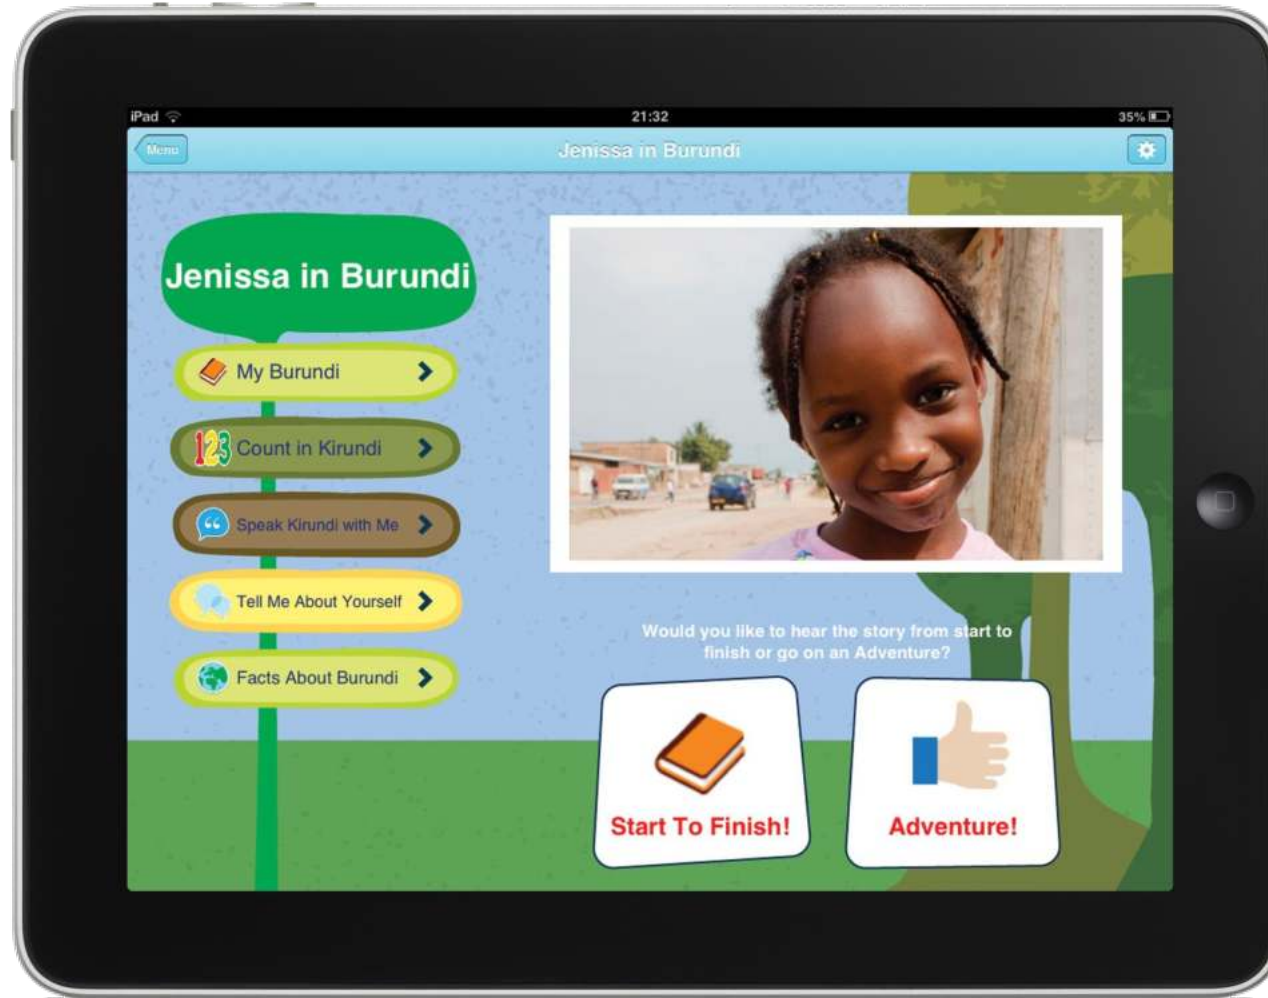 iPad
21:32
35%
Menu
Jenissa in Burundi
Jenissa in Burundi
My Burundi
123 Count in Kirundi
Speak Kirundi with Me
Tell Me About Yourself
Facts About Burundi
Would you like to hear the story from start to
finish or go on an Adventure?
Start To Finish!
Adventure!